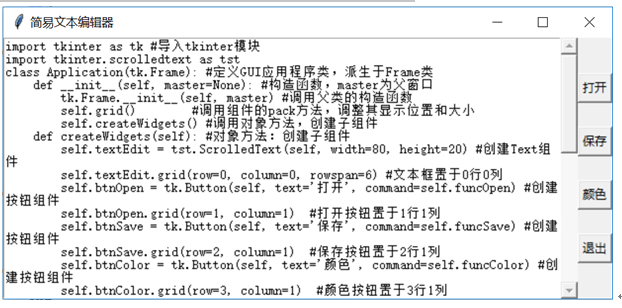 简易文本编辑器
import tkinter as tk #导入tkinter模块
import tkinter.scrolledtext as tst
class Application(tk.Frame): #定义GUI应用程序类，派生于Frame类
    def __init__(self, master=None): #构造函数，master为父窗口
        tk.Frame.__init__(self, master) #调用父类的构造函数
        self.grid()        #调用组件的pack方法，调整其显示位置和大小
        self.createWidgets() #调用对象方法，创建子组件
    def createWidgets(self): #对象方法：创建子组件
        self.textEdit = tst.ScrolledText(self, width=80, height=20) #创建Text组
件
        self.textEdit.grid(row=0, column=0, rowspan=6) #文本框置于0行0列
        self.btnOpen = tk.Button(self, text='打开', command=self.funcOpen) #创建
按钮组件
        self.btnOpen.grid(row=1, column=1)  #打开按钮置于1行1列
        self.btnSave = tk.Button(self, text='保存', command=self.funcSave) #创建
按钮组件
        self.btnSave.grid(row=2, column=1)  #保存按钮置于2行1列
        self.btnColor = tk.Button(self, text='颜色', command=self.funcColor) #创
建按钮组件
        self.btnColor.grid(row=3, column=1)  #颜色按钮置于3行1列
打开
保存
颜色
退出